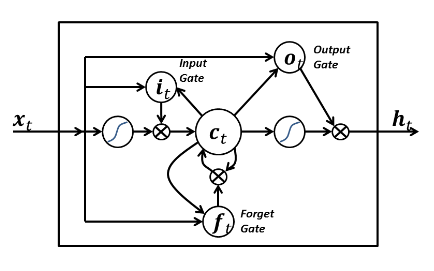 Input
Gate
i_t
o_t
Output
Gate
x_t
c_t
h_t
f_t
Forget
Gate